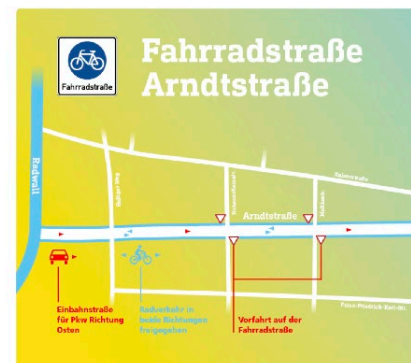 Fahrradstraße
Arndtstraße
Fahrradstraße
Radwall
Arndtstraße
Einbahnstraße
für Pkw Richtung
Osten
Radverkehr in
beide Richtungen
freigegeben
Vorfahrt auf der
Fahrradstraße